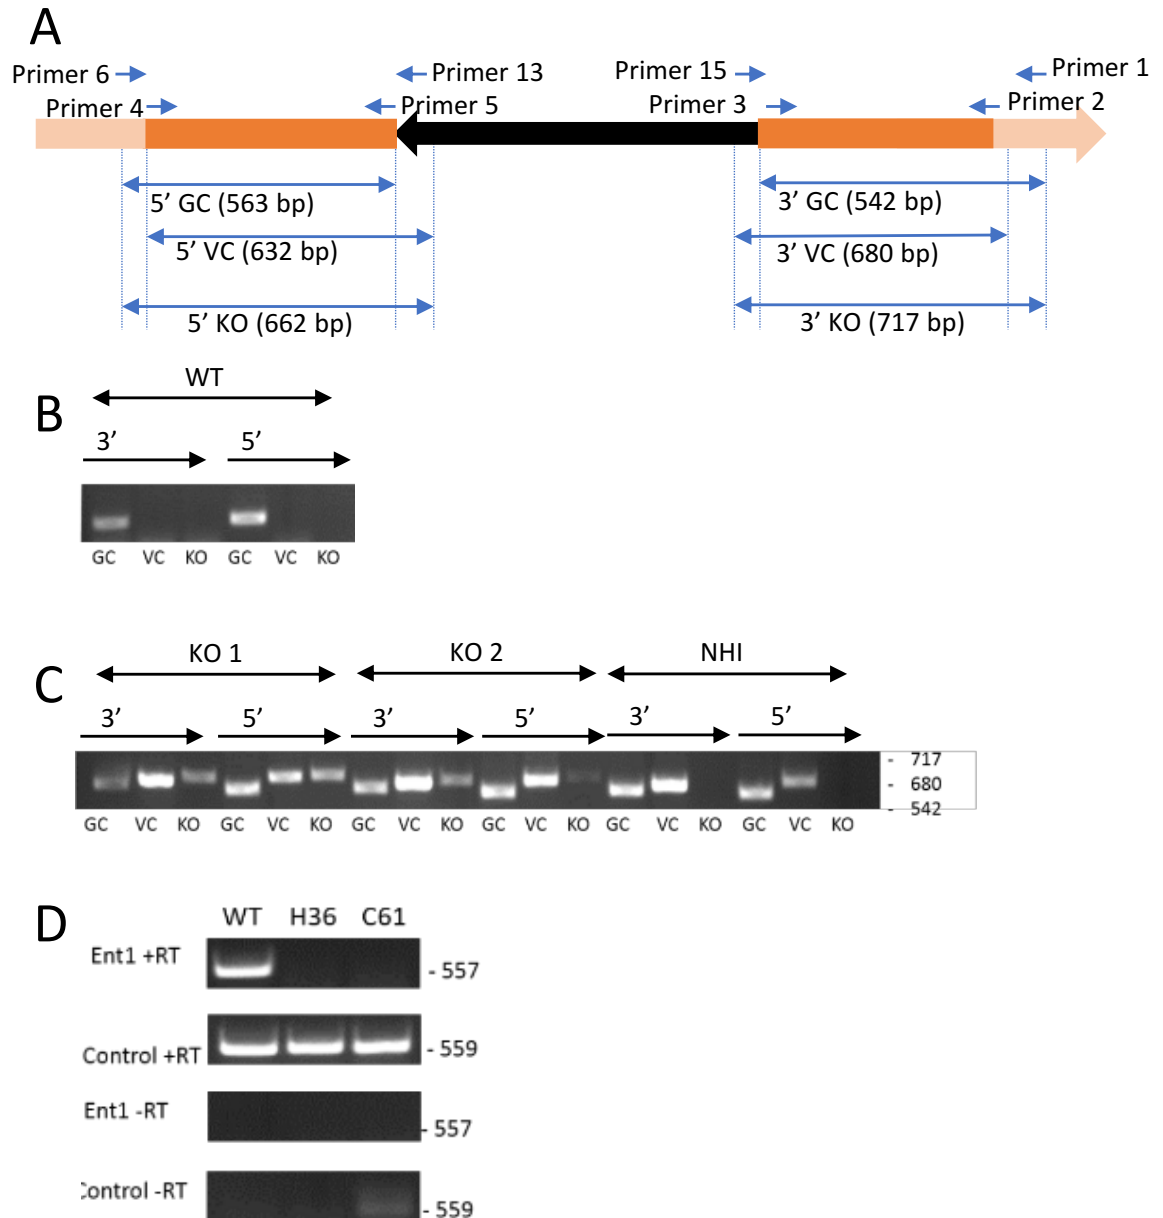 A
Primer 6
Primer 13
Primer 15
Primer 1
Primer 4
Primer 5
Primer 3
Primer 2
5’ GC (563 bp)
3’ GC (542 bp)
5’ VC (632 bp)
3’ VC (680 bp)
5’ KO (662 bp)
3’ KO (717 bp)
B
WT
3’ 5’
GC VC KO GC VC KO
C
KO 1 KO 2 NHI
3’ 5’ 3’ 5’ 3’ 5’
- 717
- 680
- 542
GC VC KO GC VC KO GC VC KO GC VC KO GC VC KO GC VC KO
D
WT H36 C61
Ent1 +RT - 557
Control +RT - 559
Ent1 -RT - 557
Control -RT - 559